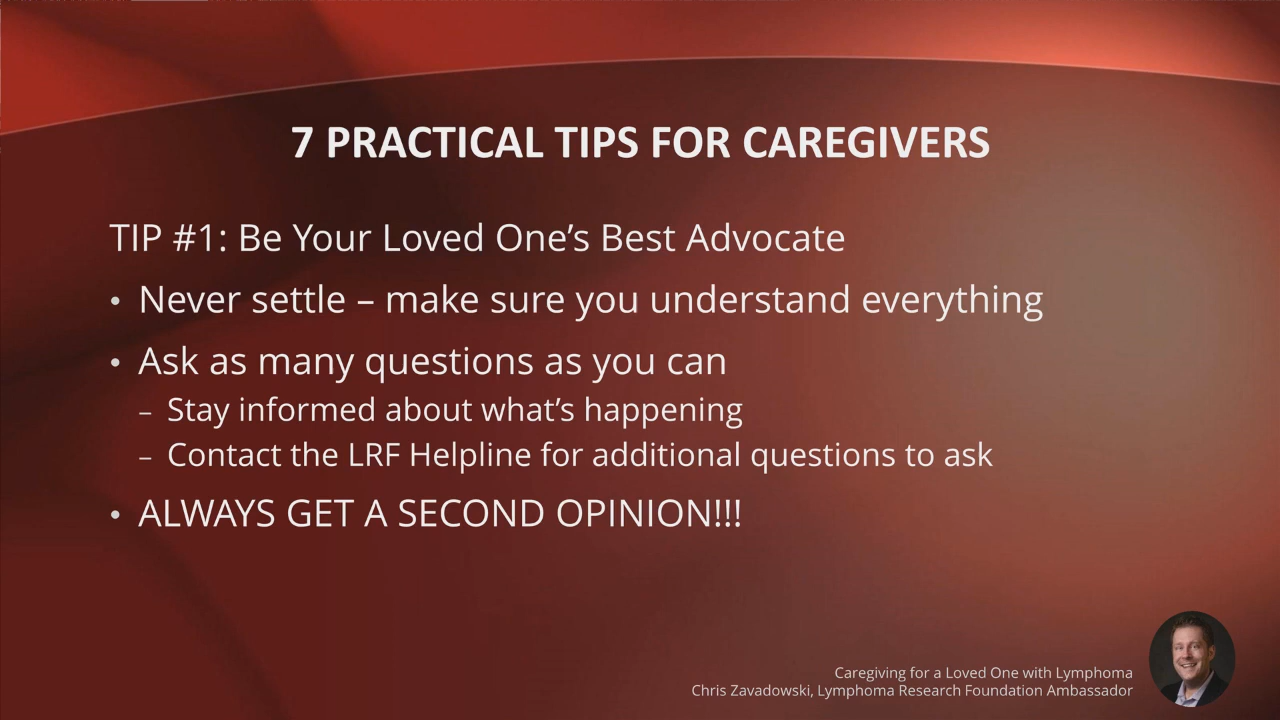 7 PRACTICAL TIPS FOR CAREGIVERS
TIP #1: Be Your Loved One’s Best Advocate
• Never settle – make sure you understand everything
• Ask as many questions as you can
– Stay informed about what’s happening
– Contact the LRF Helpline for additional questions to ask
• ALWAYS GET A SECOND OPINION!!!
Caregiving for a Loved One with Lymphoma
Chris Zavadowski, Lymphoma Research Foundation Ambassador